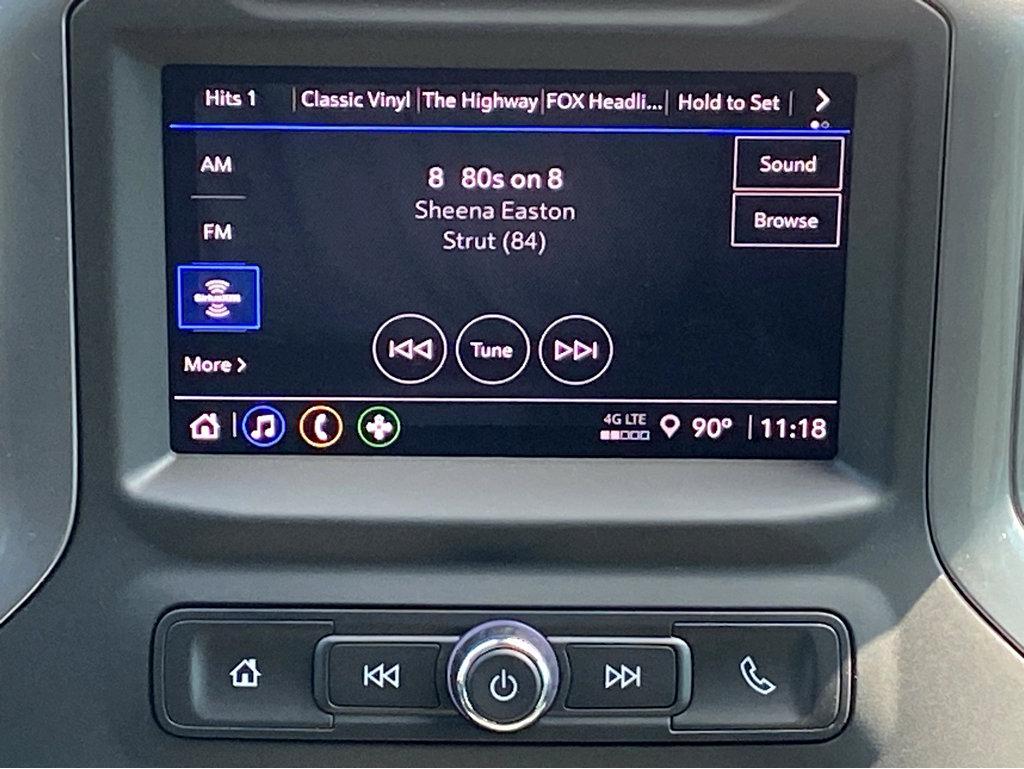 Hits 1 Classic Vinyl The Highway FOX Headli... Hold to Set
AM
8 80s on 8
Sound
Sheena Easton
Browse
FM
Strut (84)
SiriusXM
More
Tune
4G LTE
90° 11:18